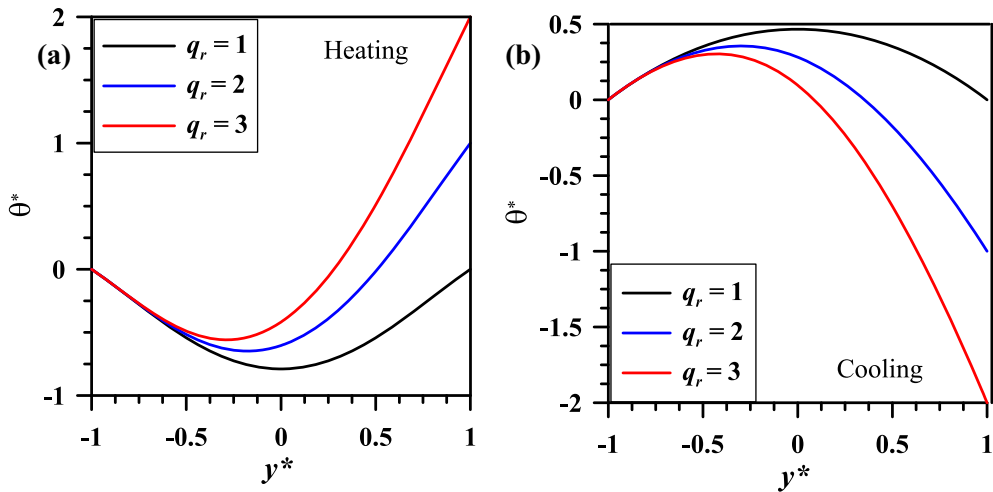 (a)
Heating
q_r = 1
q_r = 2
q_r = 3
2
1
0
-1
θ*
-1
-0.5
0
0.5
1
y*
(b)
0.5
0
-0.5
-1
-1.5
-2
θ*
q_r = 1
q_r = 2
q_r = 3
Cooling
-1
-0.5
0
0.5
1
y*